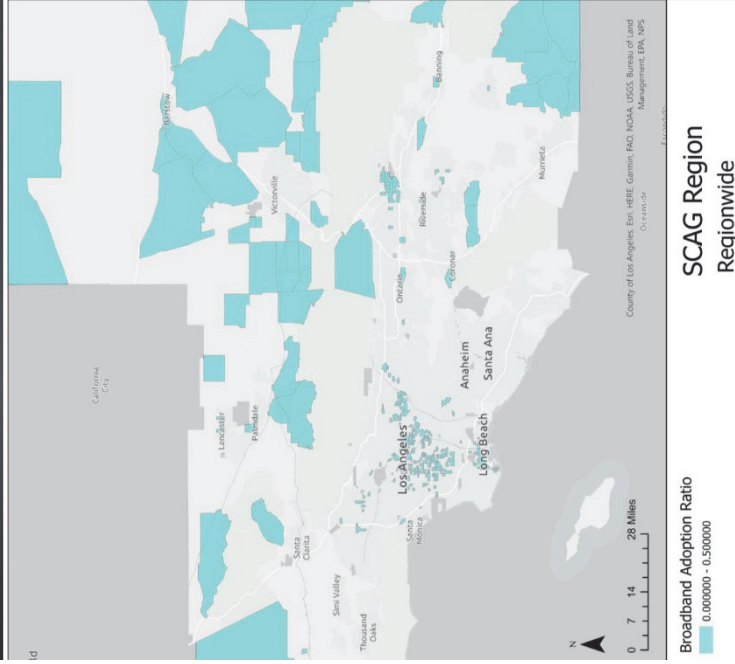 ld
California
City
Barstow
Lancaster
Palmdale
Victorville
Santa
Clarita
Simi Valley
Thousand
Oaks
Los Angeles
Santa
Monica
Ontario
Riverside
Banning
Corona
Anaheim
Santa Ana
Long Beach
Murrieta
Oceanside
Escondido
N
0 7 14 28 Miles
County of Los Angeles, Esri, HERE, Garmin, FAO, NOAA, USGS, Bureau of Land
Management, EPA, NPS
Broadband Adoption Ratio
0.000000 - 0.500000
SCAG Region
Regionwide